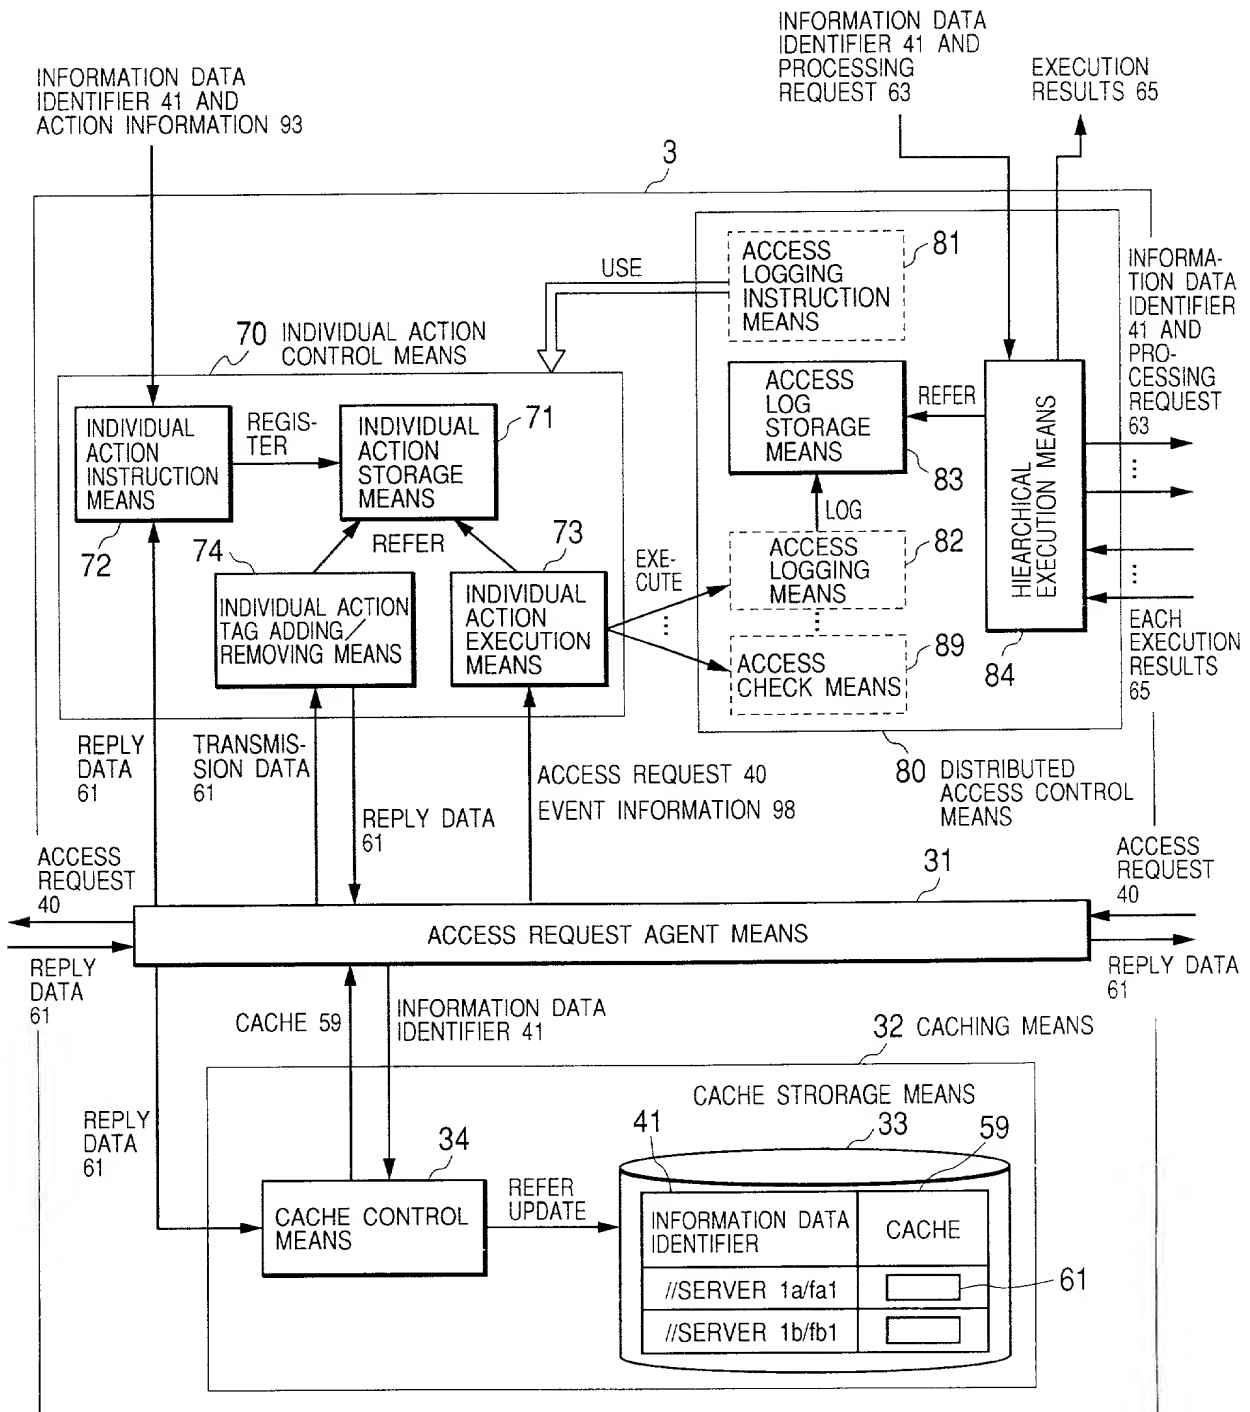 INFORMATION DATA
IDENTIFIER 41 AND
PROCESSING
REQUEST 63
EXECUTION
RESULTS 65
INFORMATION DATA
IDENTIFIER 41 AND
ACTION INFORMATION 93
3
81
ACCESS
LOGGING
INSTRUCTION
MEANS
USE
INFORMA-
TION DATA
IDENTIFIER
41 AND
PRO-
CESSING
REQUEST
63
70 INDIVIDUAL ACTION
CONTROL MEANS
INDIVIDUAL
ACTION
INSTRUCTION
MEANS
72
REGIS-
TER
INDIVIDUAL
ACTION
STORAGE
MEANS
71
ACCESS
LOG
STORAGE
MEANS
83
REFER
HIEARCHICAL
EXECUTION MEANS
84
LOG
74
REFER
73
EXE-
CUTE
ACCESS
LOGGING
MEANS
82
INDIVIDUAL ACTION
TAG ADDING/
REMOVING MEANS
INDIVIDUAL
ACTION
EXECUTION
MEANS
ACCESS
CHECK MEANS
89
EACH
EXECUTION
RESULTS
65
REPLY
DATA
61
TRANSMIS-
SION DATA
61
REPLY DATA
61
ACCESS REQUEST 40
EVENT INFORMATION 98
80 DISTRIBUTED
ACCESS CONTROL
MEANS
ACCESS
REQUEST
40
31
ACCESS
REQUEST
40
ACCESS REQUEST AGENT MEANS
REPLY
DATA
61
REPLY DATA
61
CACHE 59
INFORMATION DATA
IDENTIFIER 41
32 CACHING MEANS
REPLY
DATA
61
CACHE STRORAGE MEANS
34
41
33
59
CACHE CONTROL
MEANS
REFER
UPDATE
INFORMATION DATA
IDENTIFIER
CACHE
//SERVER 1a/fa1
61
//SERVER 1b/fb1